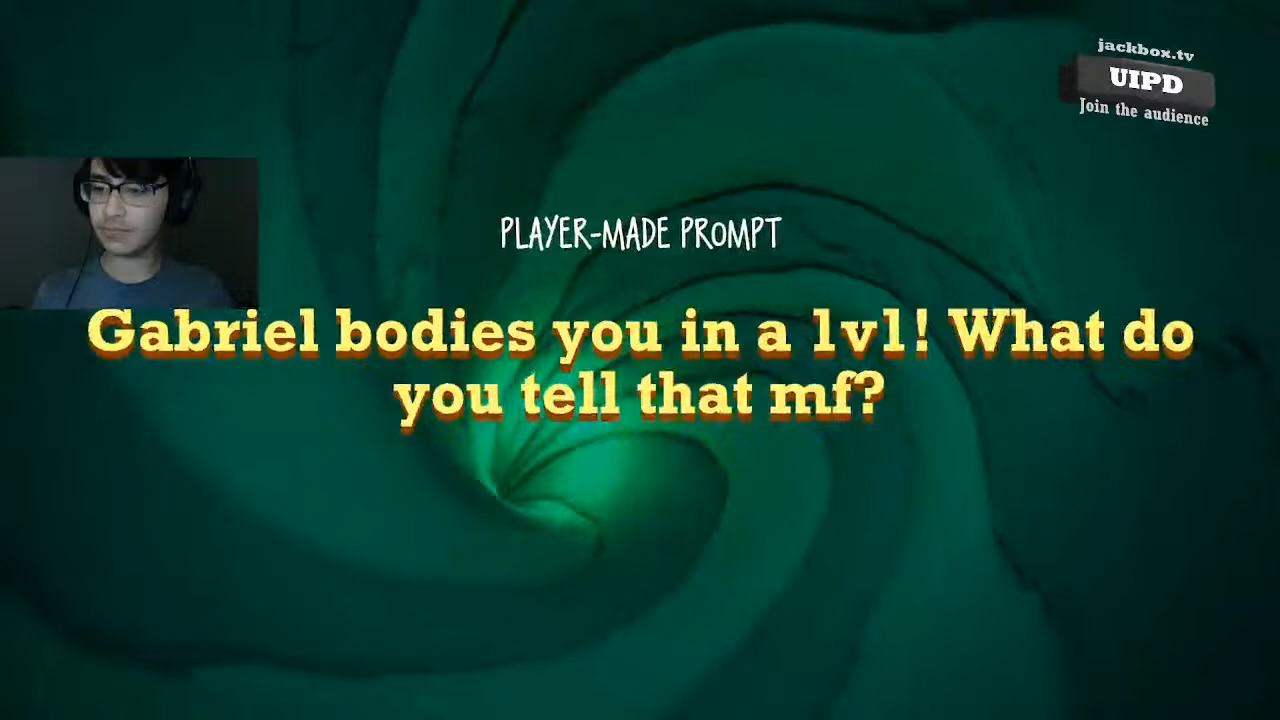 jackbox.tv
UIPD
Join the audience
PLAYER-MADE PROMPT
Gabriel bodies you in a 1v1! What do
you tell that mf?